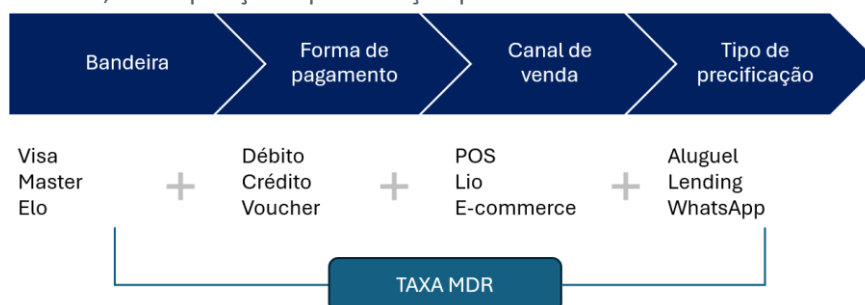 Bandeira
Forma de
pagamento
Canal de
venda
Tipo de
precificação
Visa
Master
Elo
Débito
Crédito
Voucher
POS
Lio
E-commerce
Aluguel
Lending
WhatsApp
TAXA MDR